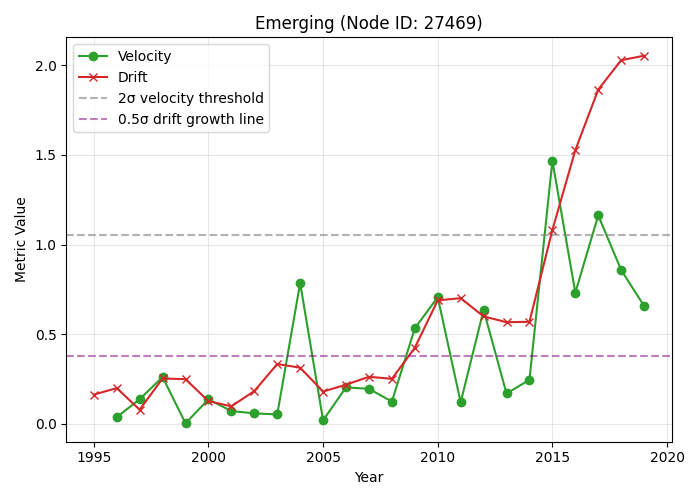 Emerging (Node ID: 27469)
Velocity
Drift
2σ velocity threshold
0.5σ drift growth line
Metric Value
2.0
1.5
1.0
0.5
0.0
1995 2000 2005 2010 2015 2020
Year